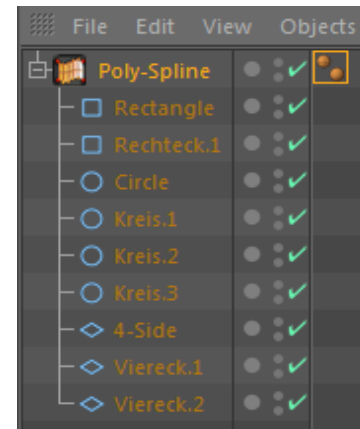 File Edit View Objects
Poly-Spline
Rectangle
Rechteck.1
Circle
Kreis.1
Kreis.2
Kreis.3
4-Side
Viereck.1
Viereck.2